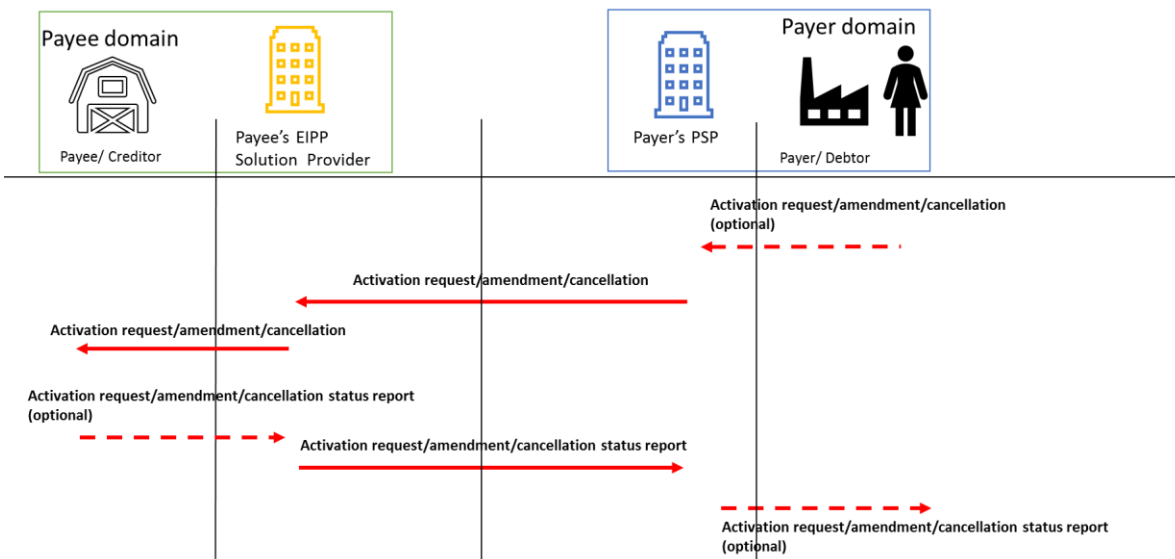 Payee domain
Payer domain
Payee's EIPP
Solution Provider
Payer's PSP
Payee/ Creditor
Payer/ Debtor
Activation request/amendment/cancellation
(optional)
Activation request/amendment/cancellation
Activation request/amendment/cancellation
Activation request/amendment/cancellation status report
(optional)
Activation request/amendment/cancellation status report
Activation request/amendment/cancellation status report
(optional)